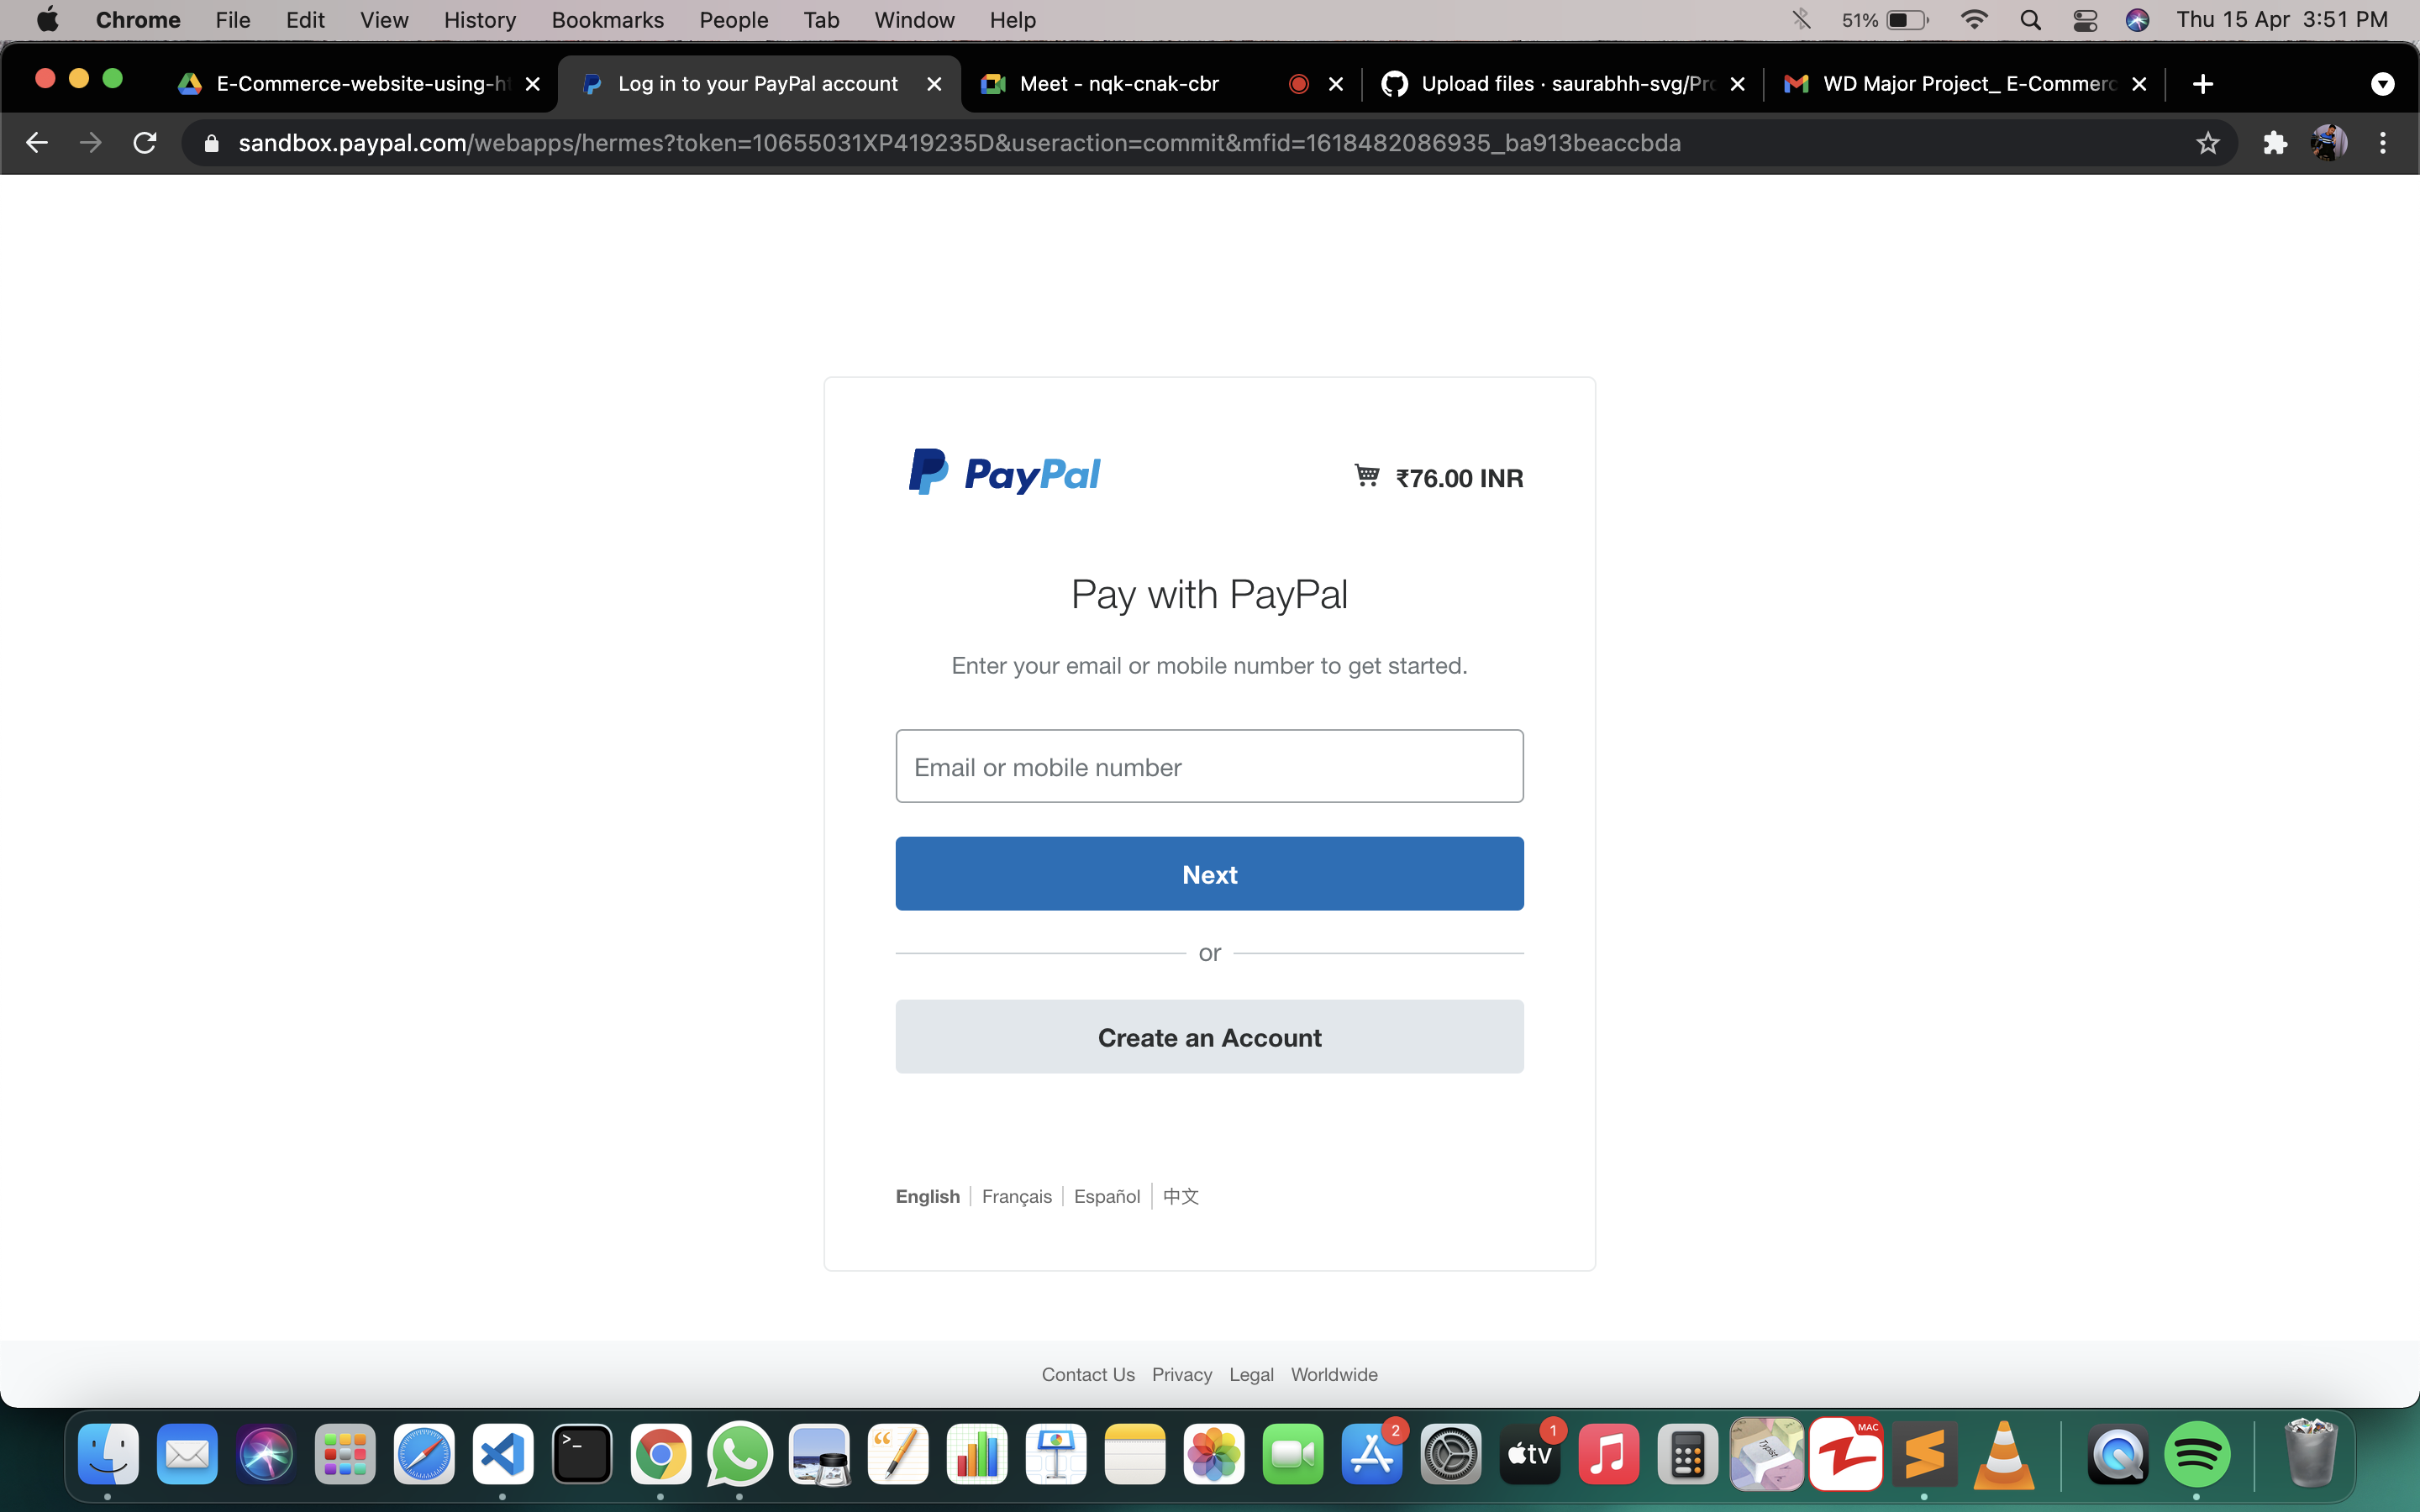 Chrome File Edit View History Bookmarks People Tab Window Help 51% Thu 15 Apr 3:51 PM
E-Commerce-website-using-ht Log in to your PayPal account Meet - nqk-cnak-cbr Upload files · saurabhh-svg/Pro WD Major Project_ E-Commerc
sandbox.paypal.com/webapps/hermes?token=10655031XP419235D&useraction=commit&mfid=1618482086935_ba913beaccbda
PayPal ₹76.00 INR
Pay with PayPal
Enter your email or mobile number to get started.
Email or mobile number
Next
or
Create an Account
English Français Español 中文
Contact Us Privacy Legal Worldwide
2 1 MAC
tv